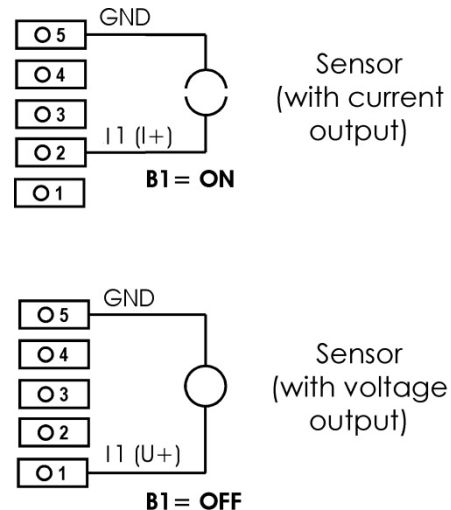 GND
5
4
3
2
1
I1 (I+)
B1= ON
Sensor
(with current
output)
GND
5
4
3
2
1
I1 (U+)
B1= OFF
Sensor
(with voltage
output)